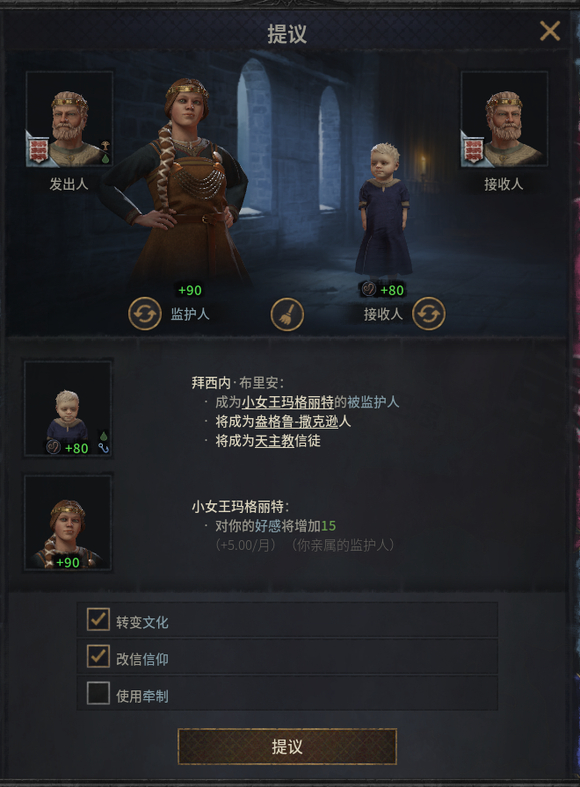 提议
发出人
接收人
+90
+80
监护人
接收人
拜西内·布里安：
· 成为小女王玛格丽特的被监护人
· 将成为盎格鲁-撒克逊人
· 将成为天主教信徒
+80
小女王玛格丽特：
· 对你的好感将增加15
（+5.00/月）（你亲属的监护人）
+90
转变文化
改信信仰
使用牵制
提议